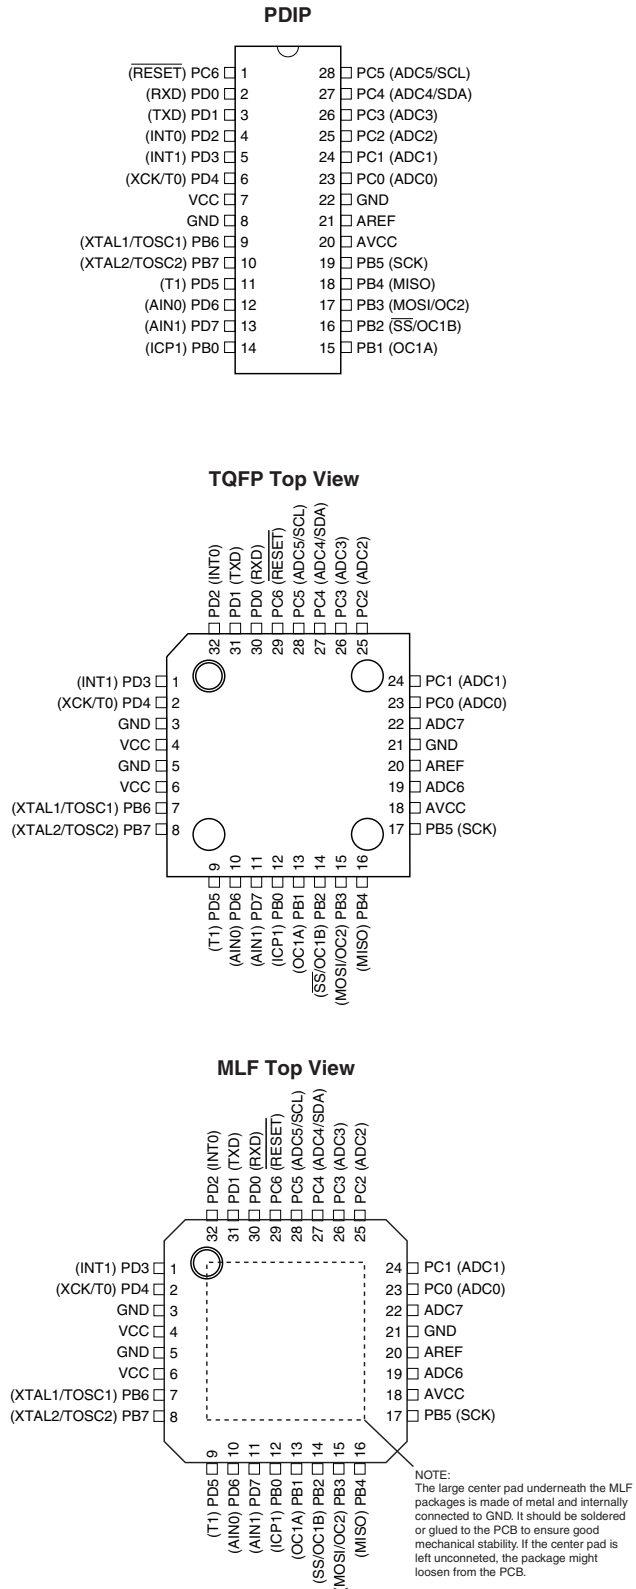 PDIP
(RESET) PC6 1 28 PC5 (ADC5/SCL)
(RXD) PD0 2 27 PC4 (ADC4/SDA)
(TXD) PD1 3 26 PC3 (ADC3)
(INT0) PD2 4 25 PC2 (ADC2)
(INT1) PD3 5 24 PC1 (ADC1)
(XCK/T0) PD4 6 23 PC0 (ADC0)
VCC 7 22 GND
GND 8 21 AREF
(XTAL1/TOSC1) PB6 9 20 AVCC
(XTAL2/TOSC2) PB7 10 19 PB5 (SCK)
(T1) PD5 11 18 PB4 (MISO)
(AIN0) PD6 12 17 PB3 (MOSI/OC2)
(AIN1) PD7 13 16 PB2 (SS/OC1B)
(ICP1) PB0 14 15 PB1 (OC1A)
TQFP Top View
32 PD2 (INT0)
31 PD1 (TXD)
30 PD0 (RXD)
29 PC6 (RESET)
28 PC5 (ADC5/SCL)
27 PC4 (ADC4/SDA)
26 PC3 (ADC3)
25 PC2 (ADC2)
(INT1) PD3 1 24 PC1 (ADC1)
(XCK/T0) PD4 2 23 PC0 (ADC0)
GND 3 22 ADC7
VCC 4 21 GND
GND 5 20 AREF
VCC 6 19 ADC6
(XTAL1/TOSC1) PB6 7 18 AVCC
(XTAL2/TOSC2) PB7 8 17 PB5 (SCK)
(T1) PD5 9
(AIN0) PD6 10
(AIN1) PD7 11
(ICP1) PB0 12
(OC1A) PB1 13
(SS/OC1B) PB2 14
(MOSI/OC2) PB3 15
(MISO) PB4 16
MLF Top View
32 PD2 (INT0)
31 PD1 (TXD)
30 PD0 (RXD)
29 PC6 (RESET)
28 PC5 (ADC5/SCL)
27 PC4 (ADC4/SDA)
26 PC3 (ADC3)
25 PC2 (ADC2)
(INT1) PD3 1 24 PC1 (ADC1)
(XCK/T0) PD4 2 23 PC0 (ADC0)
GND 3 22 ADC7
VCC 4 21 GND
GND 5 20 AREF
VCC 6 19 ADC6
(XTAL1/TOSC1) PB6 7 18 AVCC
(XTAL2/TOSC2) PB7 8 17 PB5 (SCK)
(T1) PD5 9
(AIN0) PD6 10
(AIN1) PD7 11
(ICP1) PB0 12
(OC1A) PB1 13
(SS/OC1B) PB2 14
(MOSI/OC2) PB3 15
(MISO) PB4 16
NOTE:
The large center pad underneath the MLF
packages is made of metal and internally
connected to GND. It should be soldered
or glued to the PCB to ensure good
mechanical stability. If the center pad is
left unconneted, the package might
loosen from the PCB.